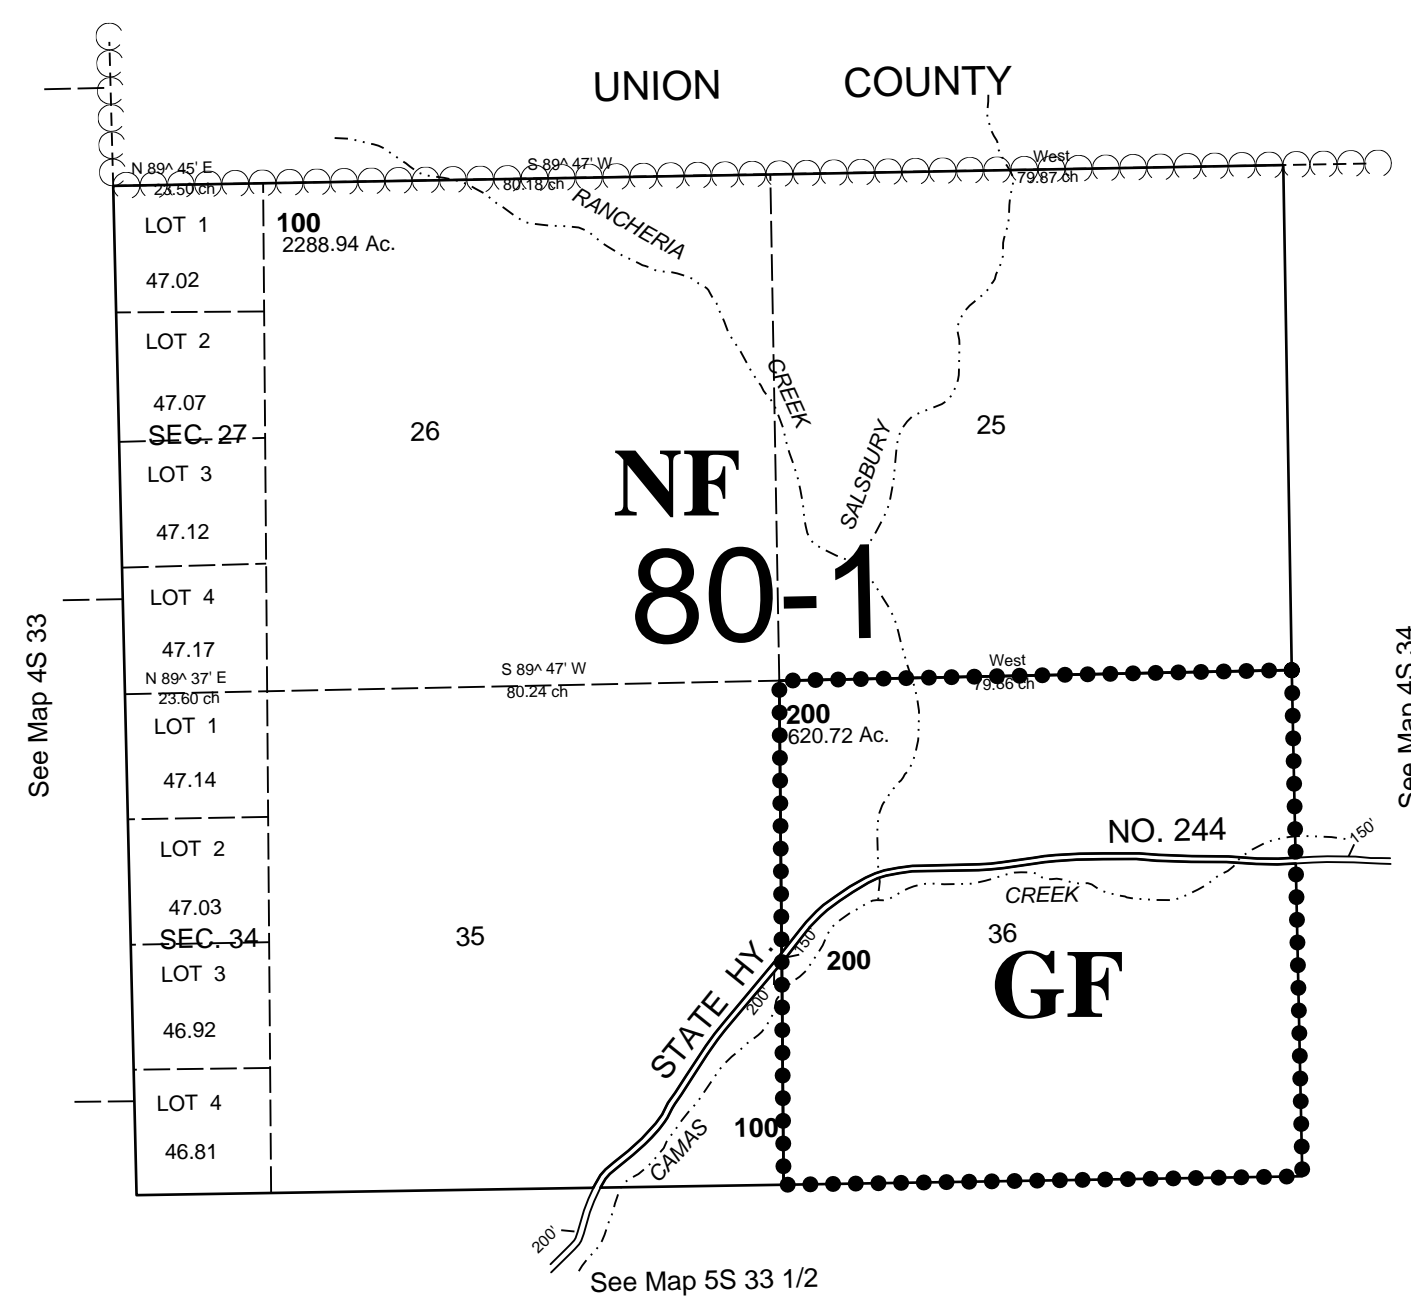 UNION COUNTY
N 89^ 45' E
23.50 ch
S 89^ 47' W
80.18 ch
West
79.87 ch
LOT 1
47.02
100
2288.94 Ac.
RANCHERIA
CREEK
LOT 2
47.07
SEC. 27
26
25
SALSBURY
NF
80-1
LOT 3
47.12
LOT 4
47.17
See Map 4S 33
See Map 4S 34
N 89^ 37' E
23.60 ch
S 89^ 47' W
80.24 ch
West
79.86 ch
LOT 1
47.14
200
620.72 Ac.
NO. 244
150'
LOT 2
47.03
SEC. 34
35
CREEK
36
GF
150'
200
200'
STATE HY.
LOT 3
46.92
LOT 4
46.81
100
CAMAS
200'
See Map 5S 33 1/2